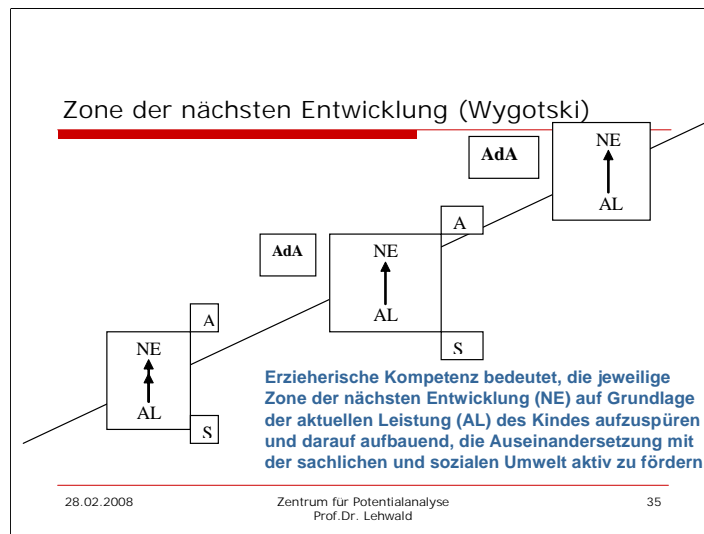 Zone der nächsten Entwicklung (Wygotski)
AdA
NE
AL
AdA
A
NE
AL
S
A
NE
AL
S
Erzieherische Kompetenz bedeutet, die jeweilige
Zone der nächsten Entwicklung (NE) auf Grundlage
der aktuellen Leistung (AL) des Kindes aufzuspüren
und darauf aufbauend, die Auseinandersetzung mit
der sachlichen und sozialen Umwelt aktiv zu fördern
28.02.2008
Zentrum für Potentialanalyse
Prof.Dr. Lehwald
35